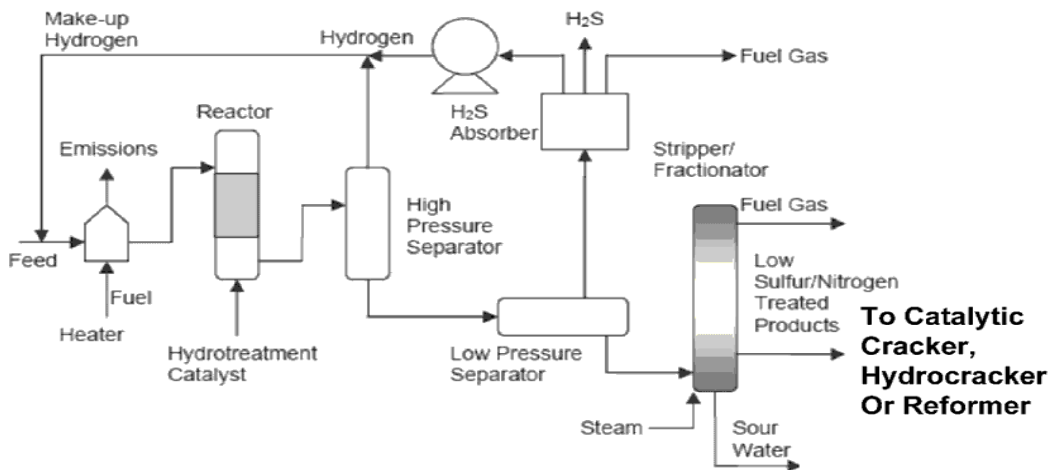 Make-up
Hydrogen
Hydrogen
H₂S
Fuel Gas
H₂S
Absorber
Reactor
Emissions
Stripper/
Fractionator
High
Pressure
Separator
Fuel Gas
Feed
Fuel
Heater
Low
Sulfur/Nitrogen
Treated
Products
To Catalytic
Cracker,
Hydrocracker
Or Reformer
Hydrotreatment
Catalyst
Low Pressure
Separator
Steam
Sour
Water